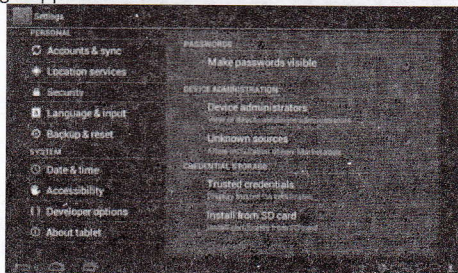 Settings
PERSONAL
Accounts & sync
Location services
Security
Language & input
Backup & reset
SYSTEM
Date & time
Accessibility
Developer options
About tablet
PASSWORDS
Make passwords visible
DEVICE ADMINISTRATION
Device administrators
Unknown sources
CREDENTIAL STORAGE
Trusted credentials
Install from SD card